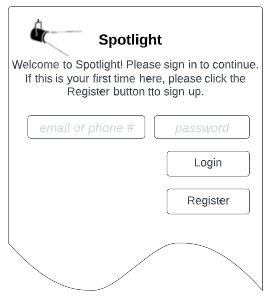 Spotlight
Welcome to Spotlight! Please sign in to continue.
If this is your first time here, please click the
Register button tto sign up.
email or phone # password
Login
Register